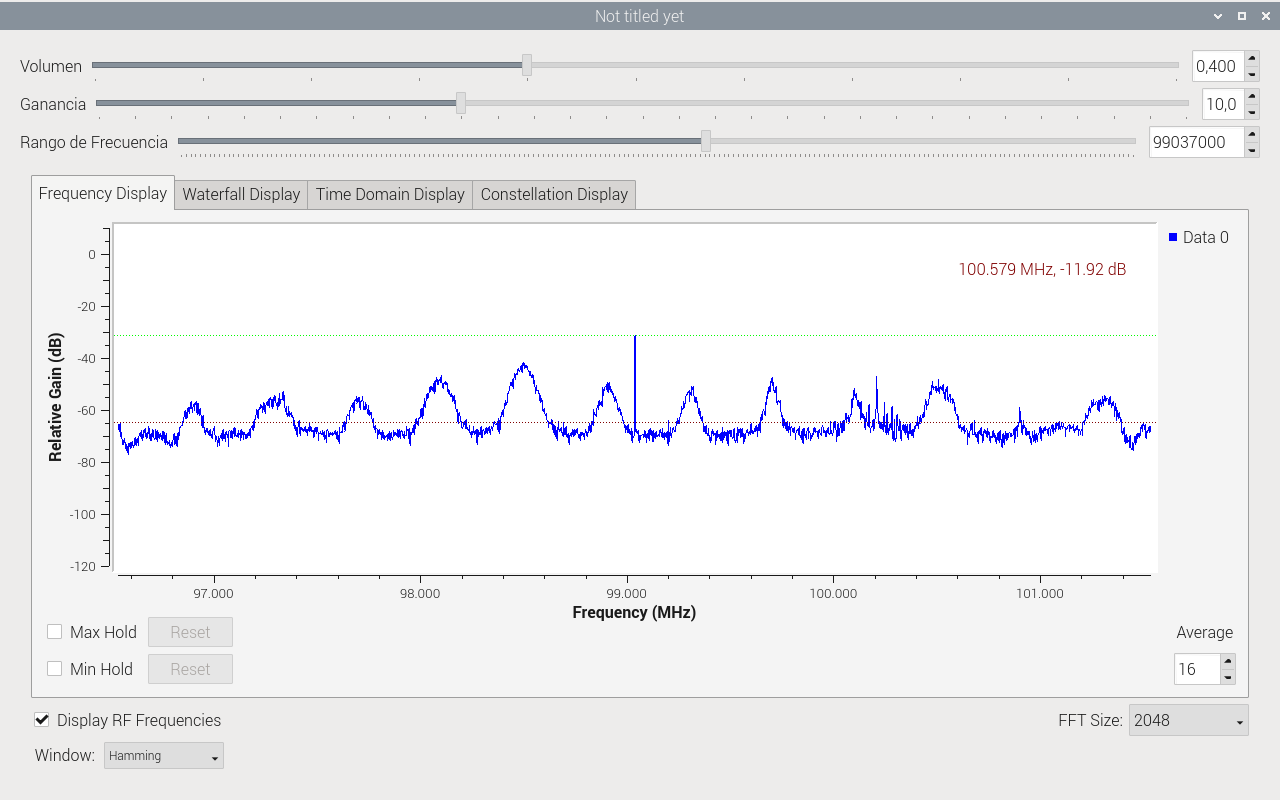 Not titled yet
Volumen 0,400
Ganancia 10,0
Rango de Frecuencia 99037000
Frequency Display Waterfall Display Time Domain Display Constellation Display
Data 0
100.579 MHz, -11.92 dB
Relative Gain (dB)
0
-20
-40
-60
-80
-100
-120
97.000 98.000 99.000 100.000 101.000
Frequency (MHz)
Max Hold Reset
Average
Min Hold Reset
16
Display RF Frequencies
FFT Size: 2048
Window: Hamming